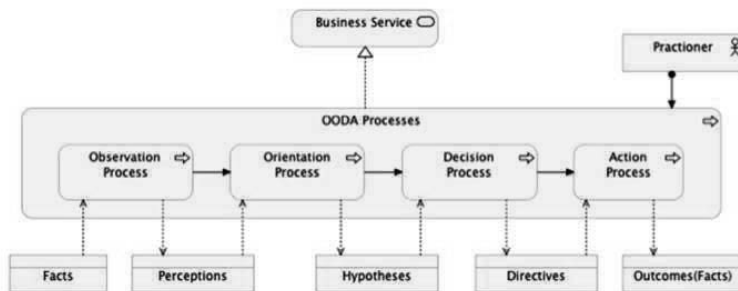 Business Service
Practioner
OODA Processes
Observation
Process
Orientation
Process
Decision
Process
Action
Process
Facts
Perceptions
Hypotheses
Directives
Outcomes(Facts)